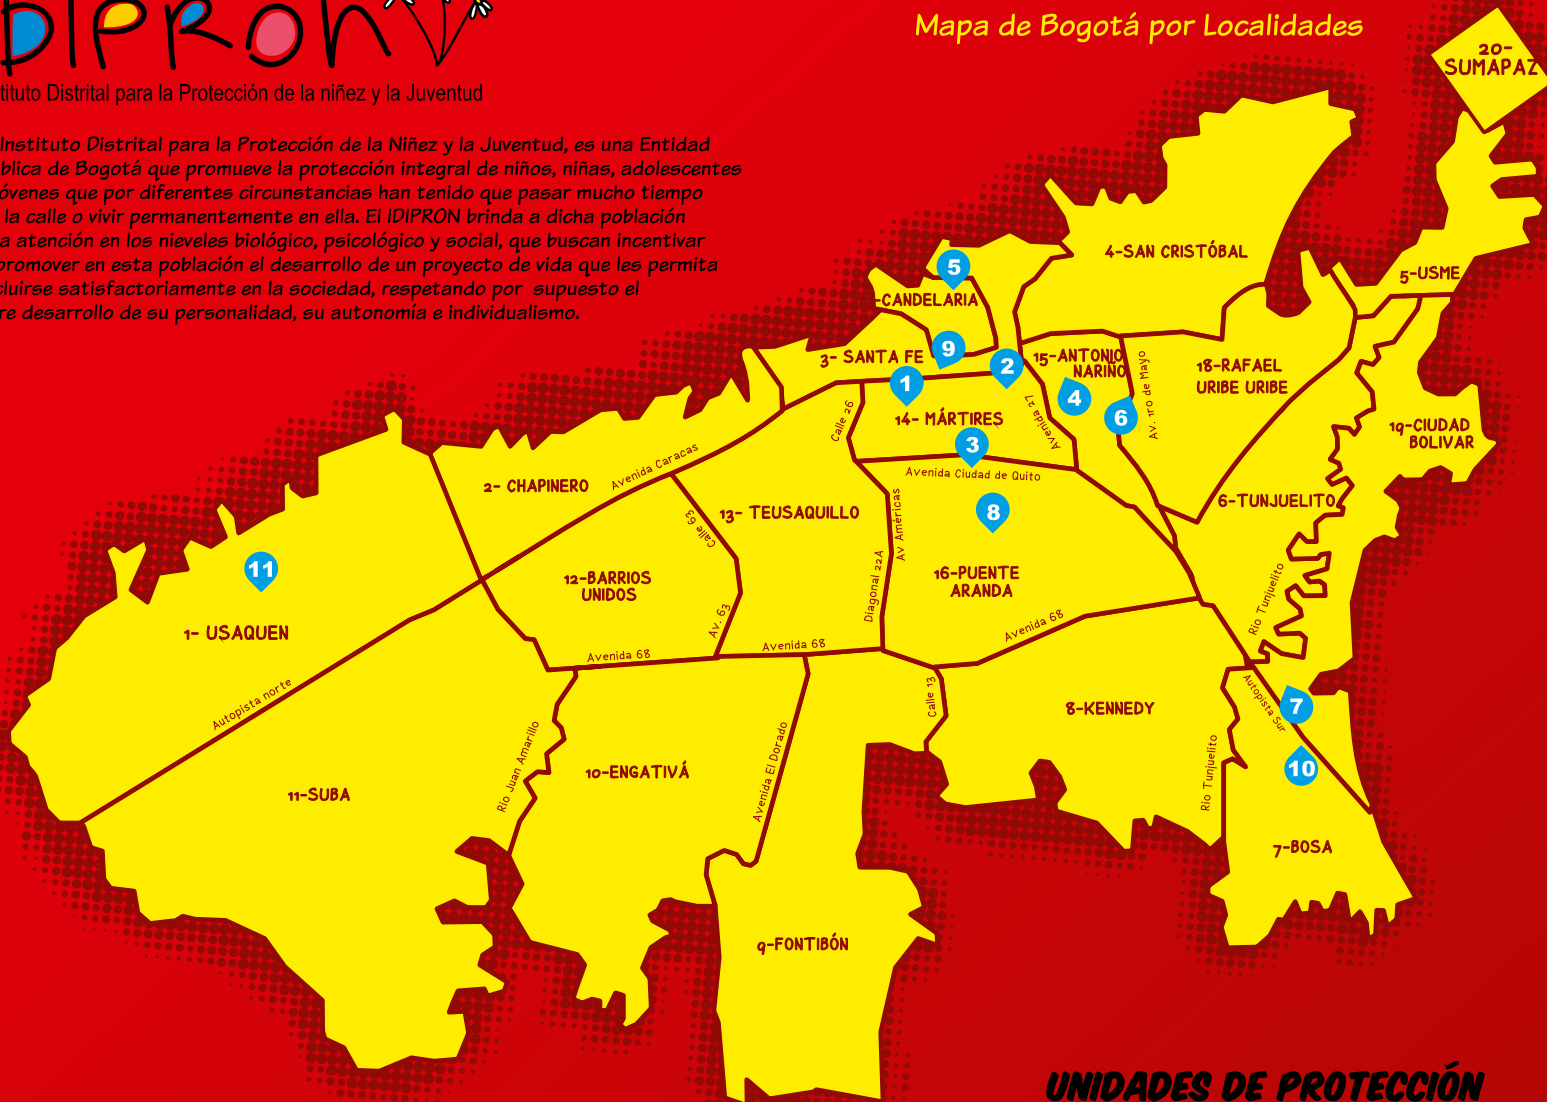 DIPRON
tituto Distrital para la Protección de la niñez y la Juventud
Mapa de Bogotá por Localidades
Instituto Distrital para la Protección de la Niñez y la Juventud, es una Entidad
blica de Bogotá que promueve la protección integral de niños, niñas, adolescentes
óvenes que por diferentes circunstancias han tenido que pasar mucho tiempo
la calle o vivir permanentemente en ella. El IDIPRON brinda a dicha población
a atención en los nieveles biológico, psicológico y social, que buscan incentivar
promover en esta población el desarrollo de un proyecto de vida que les permita
cluirse satisfactoriamente en la sociedad, respetando por supuesto el
re desarrollo de su personalidad, su autonomía e individualismo.
20-
SUMAPAZ
4-SAN CRISTÓBAL
5-USME
5
-CANDELARIA
9
3- SANTA FE
2
15-ANTONIO
NARIÑO
Av. 1ro de Mayo
18-RAFAEL
URIBE URIBE
1
4
6
Calle 26
14- MÁRTIRES
Avenida 27
19-CIUDAD
BOLIVAR
3
Avenida Ciudad de Quito
Avenida Caracas
2- CHAPINERO
13- TEUSAQUILLO
Calle 63
Av Américas
8
6-TUNJUELITO
11
12-BARRIOS
UNIDOS
Diagonal 22A
16-PUENTE
ARANDA
Rio Tunjuelito
1- USAQUEN
Av. 63
Avenida 68
Avenida 68
Avenida 68
Autopista norte
Calle 13
8-KENNEDY
Autopista Sur
7
Rio Juan Amarillo
10-ENGATIVÁ
Avenida El Dorado
Rio Tunjuelito
10
11-SUBA
7-BOSA
9-FONTIBÓN
UNIDADES DE PROTECCIÓN